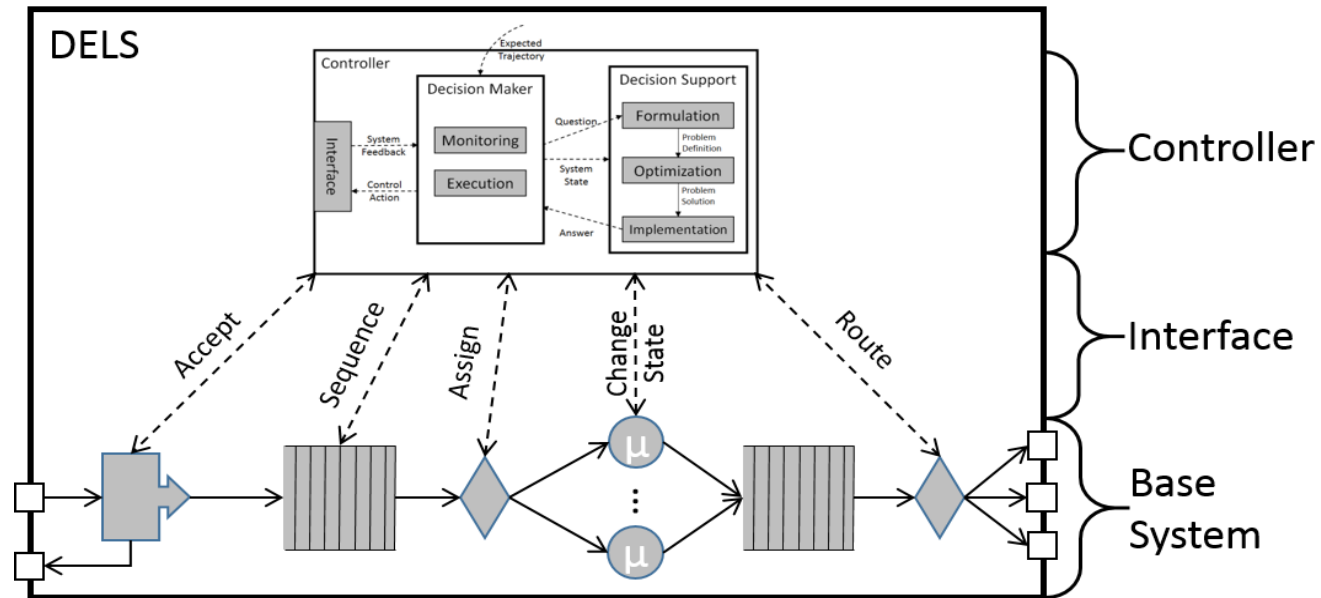 DELS
Expected
Trajectory
Controller
Decision Maker
Decision Support
Interface
System
Feedback
Control
Action
Monitoring
Execution
Question
System
State
Answer
Formulation
Problem
Definition
Optimization
Problem
Solution
Implementation
Controller
Interface
Base
System
Accept
Sequence
Assign
Change
State
Route
μ
...
μ